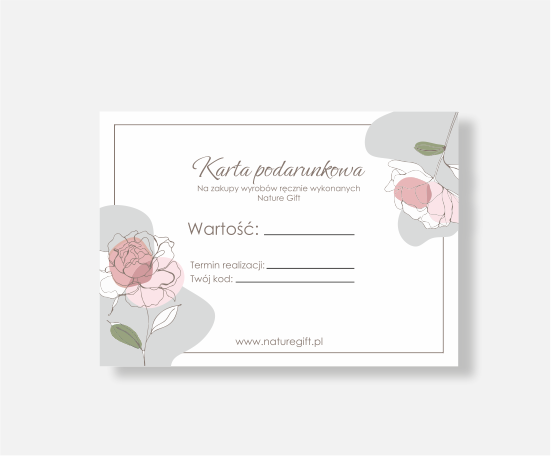 Karta podarunkowa
Na zakupy wyrobów ręcznie wykonanych
Nature Gift
Wartość:
Termin realizacji:
Twój kod:
www.naturegift.pl